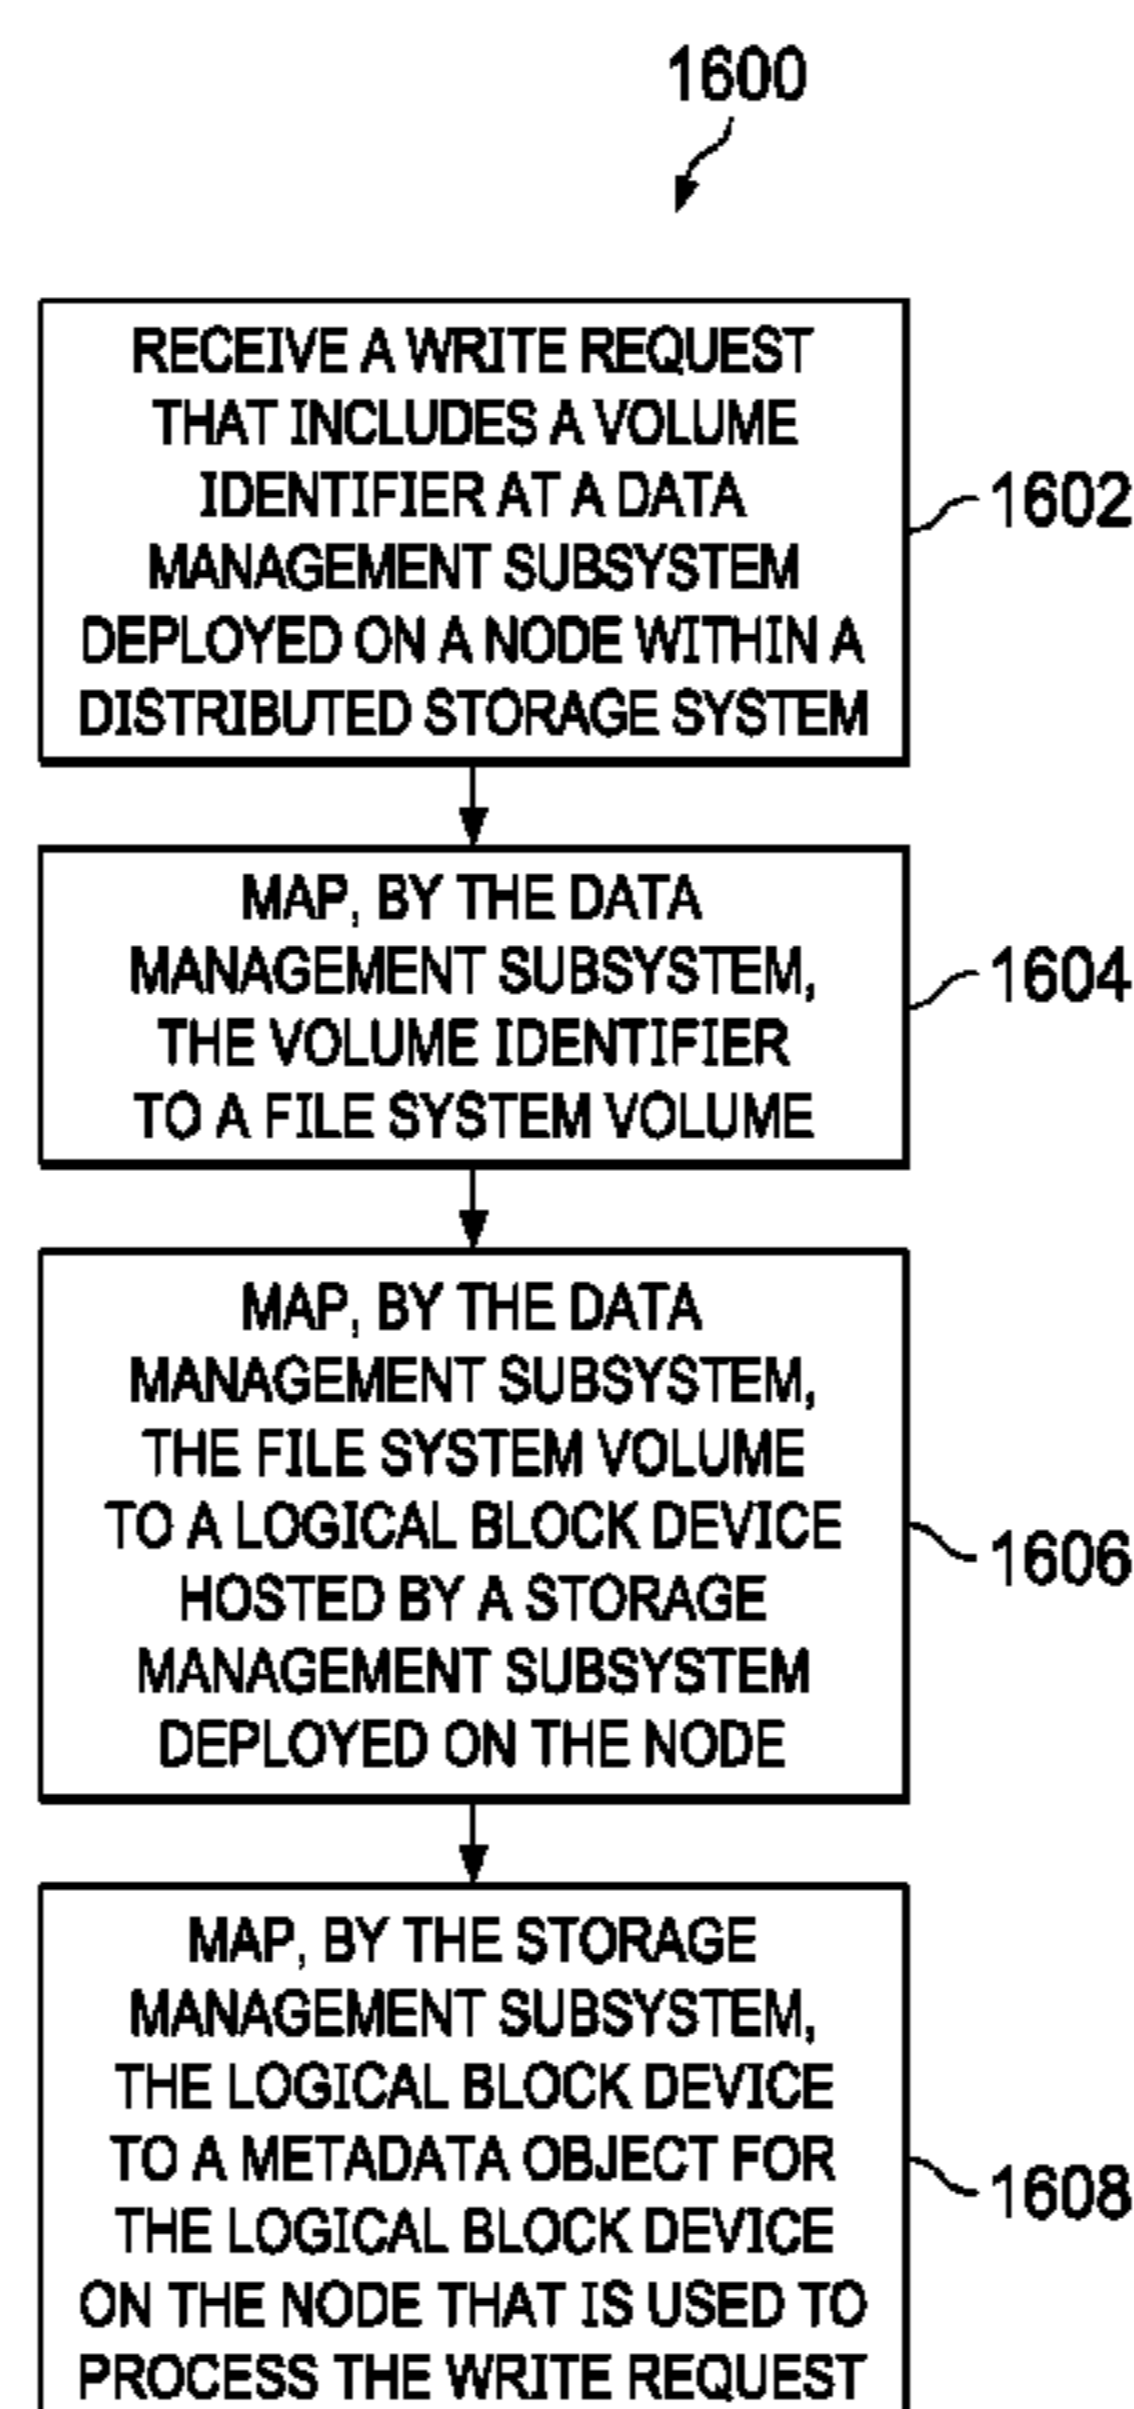 1600
RECEIVE A WRITE REQUEST
THAT INCLUDES A VOLUME
IDENTIFIER AT A DATA
MANAGEMENT SUBSYSTEM
DEPLOYED ON A NODE WITHIN A
DISTRIBUTED STORAGE SYSTEM
1602
MAP, BY THE DATA
MANAGEMENT SUBSYSTEM,
THE VOLUME IDENTIFIER
TO A FILE SYSTEM VOLUME
1604
MAP, BY THE DATA
MANAGEMENT SUBSYSTEM,
THE FILE SYSTEM VOLUME
TO A LOGICAL BLOCK DEVICE
HOSTED BY A STORAGE
MANAGEMENT SUBSYSTEM
DEPLOYED ON THE NODE
1606
MAP, BY THE STORAGE
MANAGEMENT SUBSYSTEM,
THE LOGICAL BLOCK DEVICE
TO A METADATA OBJECT FOR
THE LOGICAL BLOCK DEVICE
ON THE NODE THAT IS USED TO
PROCESS THE WRITE REQUEST
1608